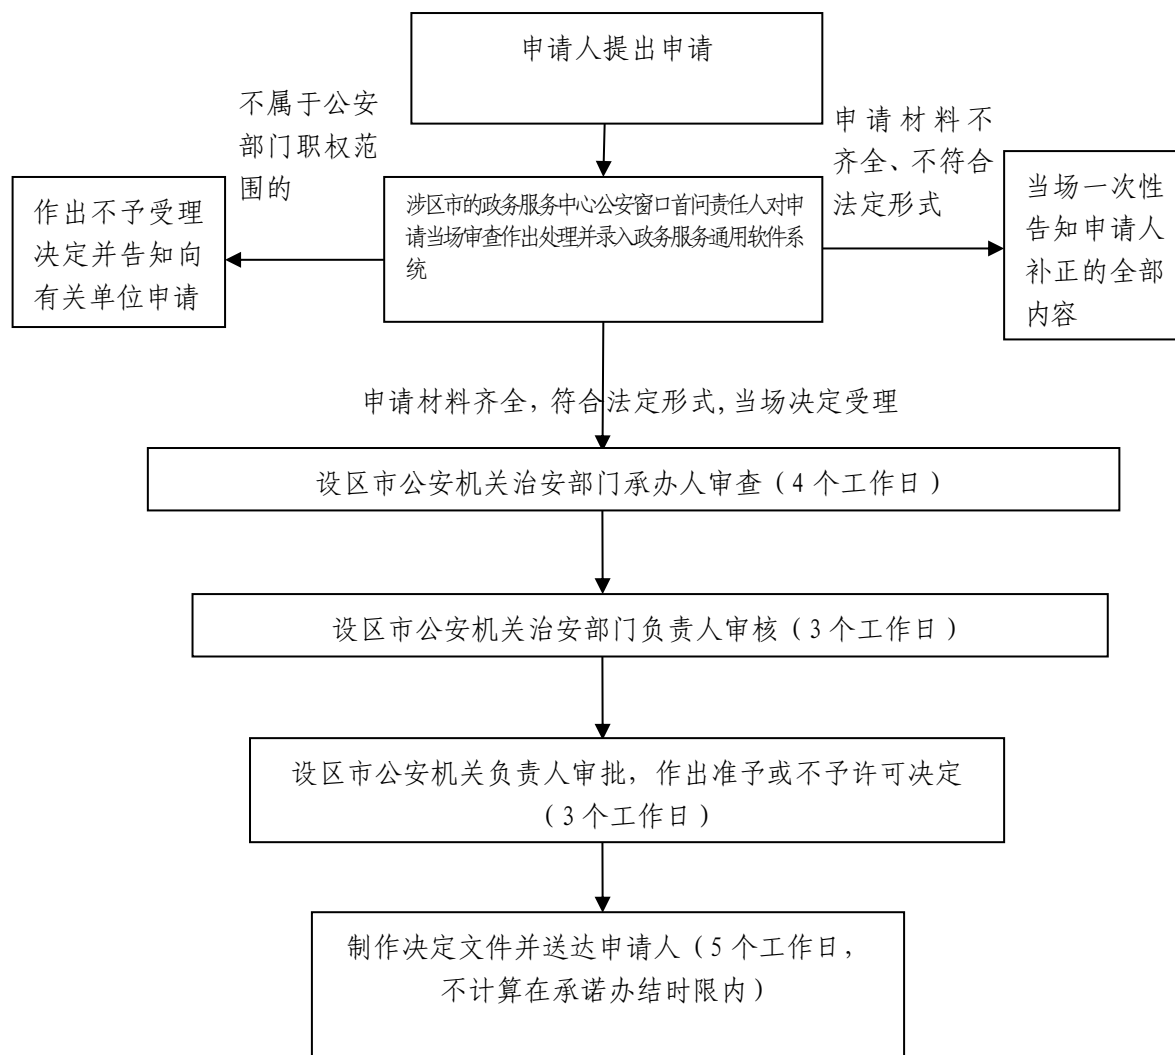 申请人提出申请
不属于公安
部门职权范
围的
申请材料不
齐全、不符合
法定形式
作出不予受理
决定并告知向
有关单位申请
涉区市的政务服务中心公安窗口首问责任人对申
请当场审查作出处理并录入政务服务通用软件系
统
当场一次性
告知申请人
补正的全部
内容
申请材料齐全，符合法定形式，当场决定受理
设区市公安机关治安部门承办人审查（4 个工作日）
设区市公安机关治安部门负责人审核（3 个工作日）
设区市公安机关负责人审批，作出准予或不予许可决定
（3 个工作日）
制作决定文件并送达申请人（5 个工作日，
不计算在承诺办结时限内）